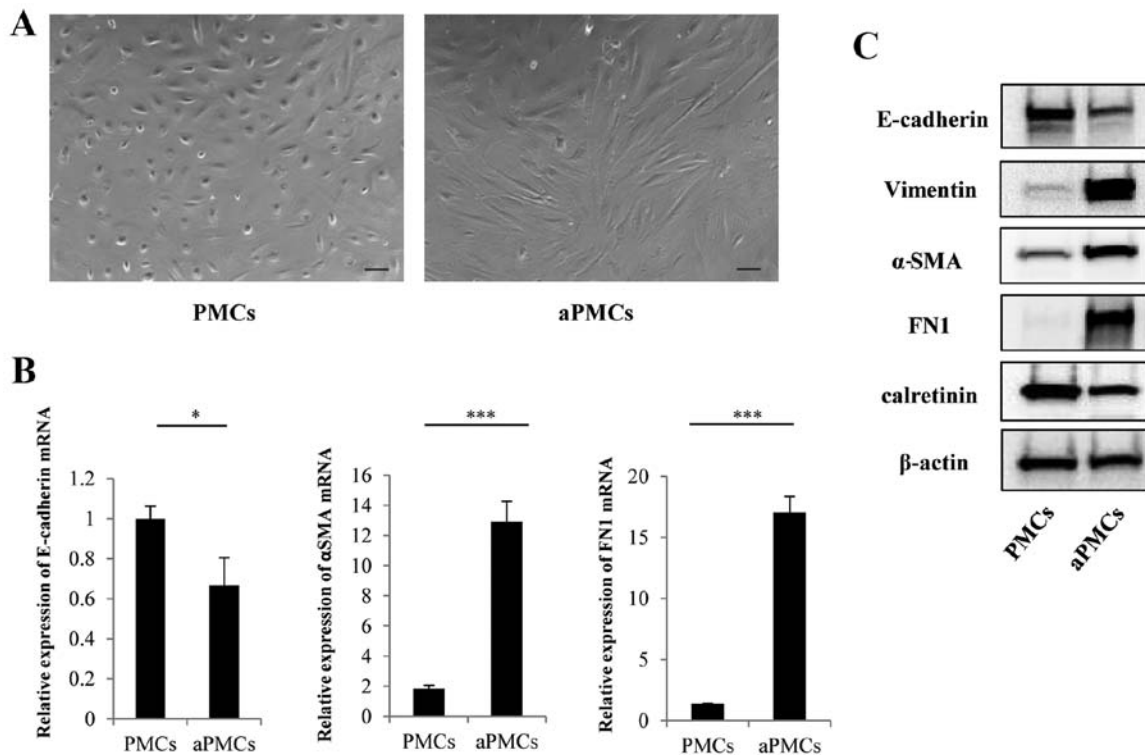 A
PMCs
aPMCs
B
Relative expression of E-cadherin mRNA
*
1.2
1
0.8
0.6
0.4
0.2
0
PMCs aPMCs
Relative expression of αSMA mRNA
***
16
14
12
10
8
6
4
2
0
PMCs aPMCs
Relative expression of FN1 mRNA
***
20
15
10
5
0
PMCs aPMCs
C
E-cadherin
Vimentin
α-SMA
FN1
calretinin
β-actin
PMCs
aPMCs